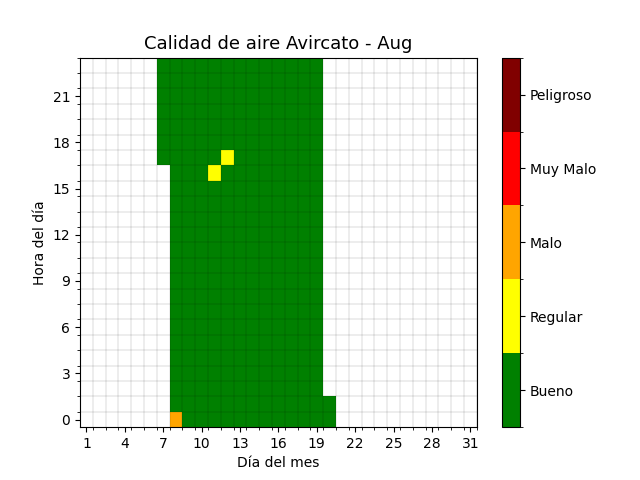 Calidad de aire Avircato - Aug
Hora del día
21
18
15
12
9
6
3
0
1 4 7 10 13 16 19 22 25 28 31
Día del mes
Peligroso
Muy Malo
Malo
Regular
Bueno